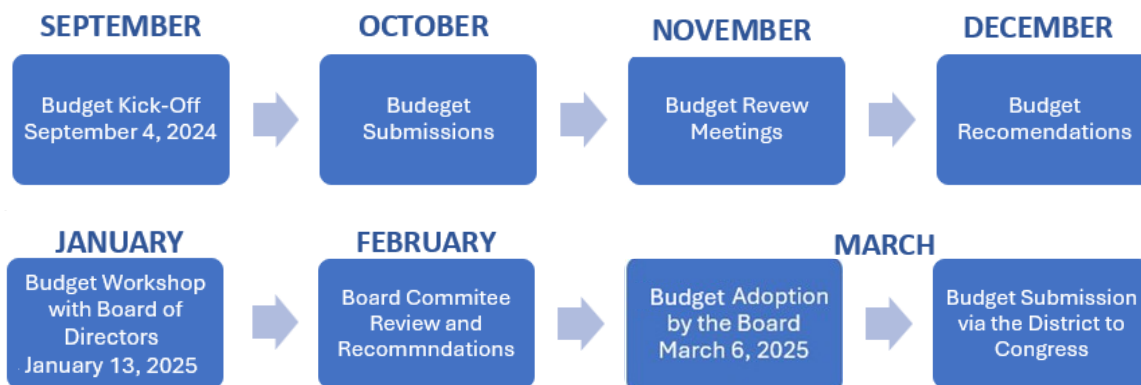 SEPTEMBER
Budget Kick-Off
September 4, 2024
OCTOBER
Budeget
Submissions
NOVEMBER
Budget Revew
Meetings
DECEMBER
Budget
Recomendations
JANUARY
Budget Workshop
with Board of
Directors
January 13, 2025
FEBRUARY
Board Commitee
Review and
Recommndations
MARCH
Budget Adoption
by the Board
March 6, 2025
Budget Submission
via the District to
Congress